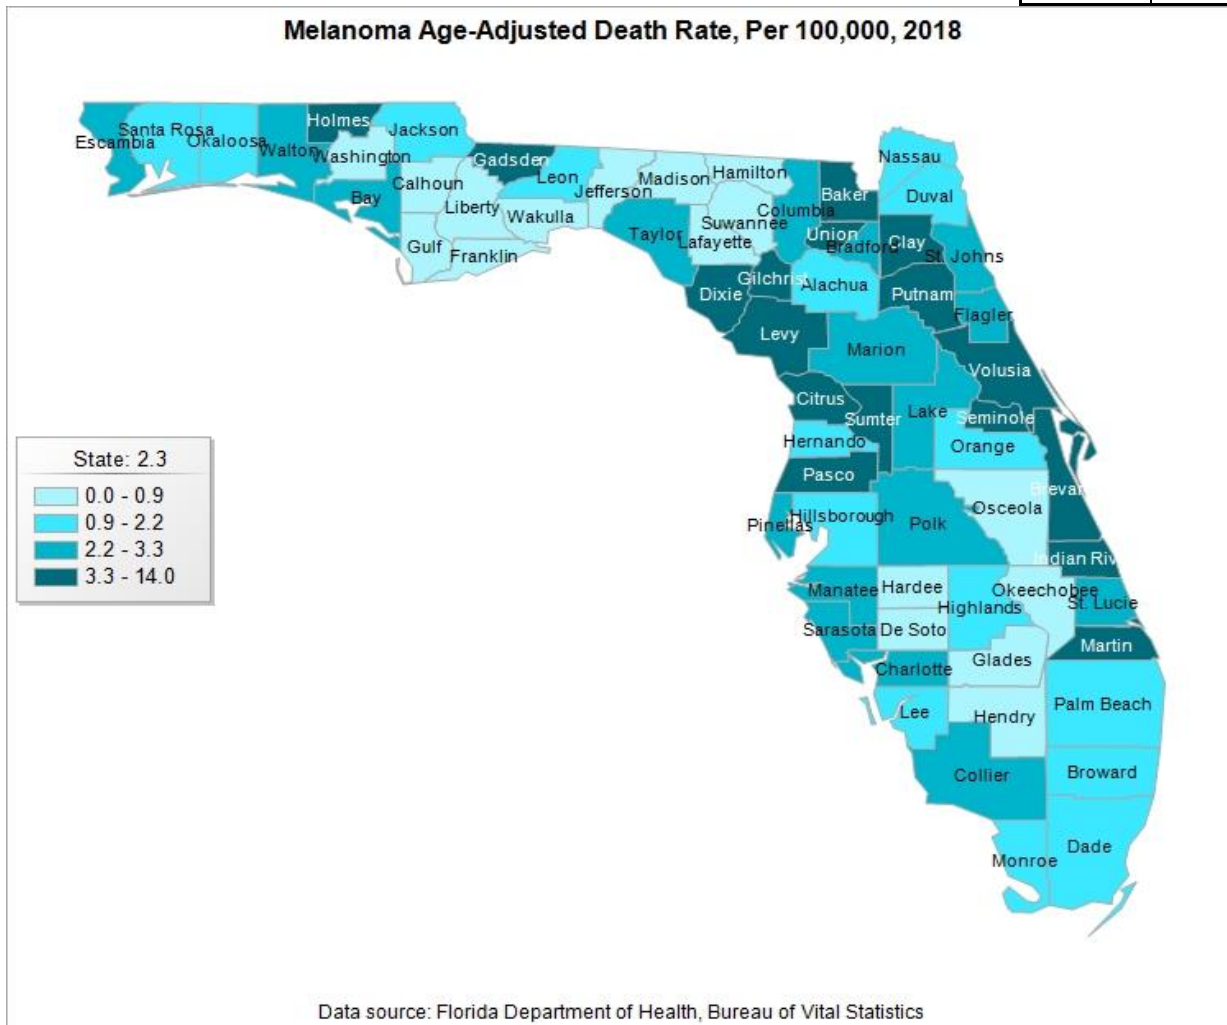 Melanoma Age-Adjusted Death Rate, Per 100,000, 2018
Holmes
Santa Rosa
Jackson
Escambia
Okaloosa
Walton
Washington
Gadsden
Nassau
Calhoun
Leon
Jefferson
Madison
Hamilton
Bay
Liberty
Wakulla
Baker
Duval
Columbia
Suwannee
Gulf
Franklin
Taylor
Lafayette
Union
Bradford
Clay
St. Johns
Gilchrist
Alachua
Dixie
Putnam
Flagler
Levy
Marion
Volusia
Citrus
Sumter
Lake
Seminole
Hernando
Orange
State: 2.3
0.0 - 0.9
0.9 - 2.2
2.2 - 3.3
3.3 - 14.0
Pasco
Brevar
Osceola
Pinellas
Hillsborough
Polk
Indian Riv
Manatee
Hardee
Okeechobee
Highlands
St. Lucie
Sarasota
De Soto
Martin
Charlotte
Glades
Lee
Hendry
Palm Beach
Collier
Broward
Dade
Monroe
Data source: Florida Department of Health, Bureau of Vital Statistics